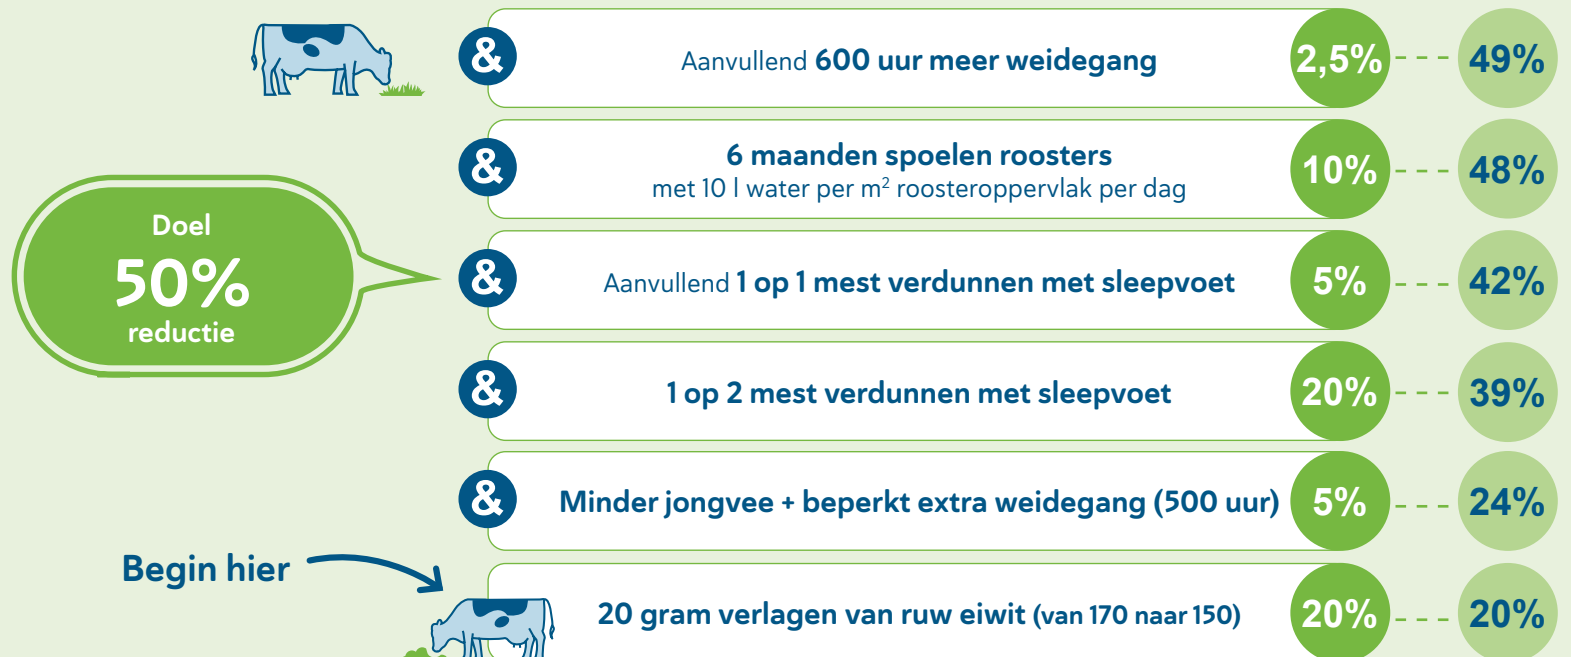 & Aanvullend 600 uur meer weidegang 2,5% 49%
& 6 maanden spoelen roosters
met 10 l water per m² roosteroppervlak per dag 10% 48%
Doel
50%
reductie
& Aanvullend 1 op 1 mest verdunnen met sleepvoet 5% 42%
& 1 op 2 mest verdunnen met sleepvoet 20% 39%
& Minder jongvee + beperkt extra weidegang (500 uur) 5% 24%
Begin hier
20 gram verlagen van ruw eiwit (van 170 naar 150) 20% 20%